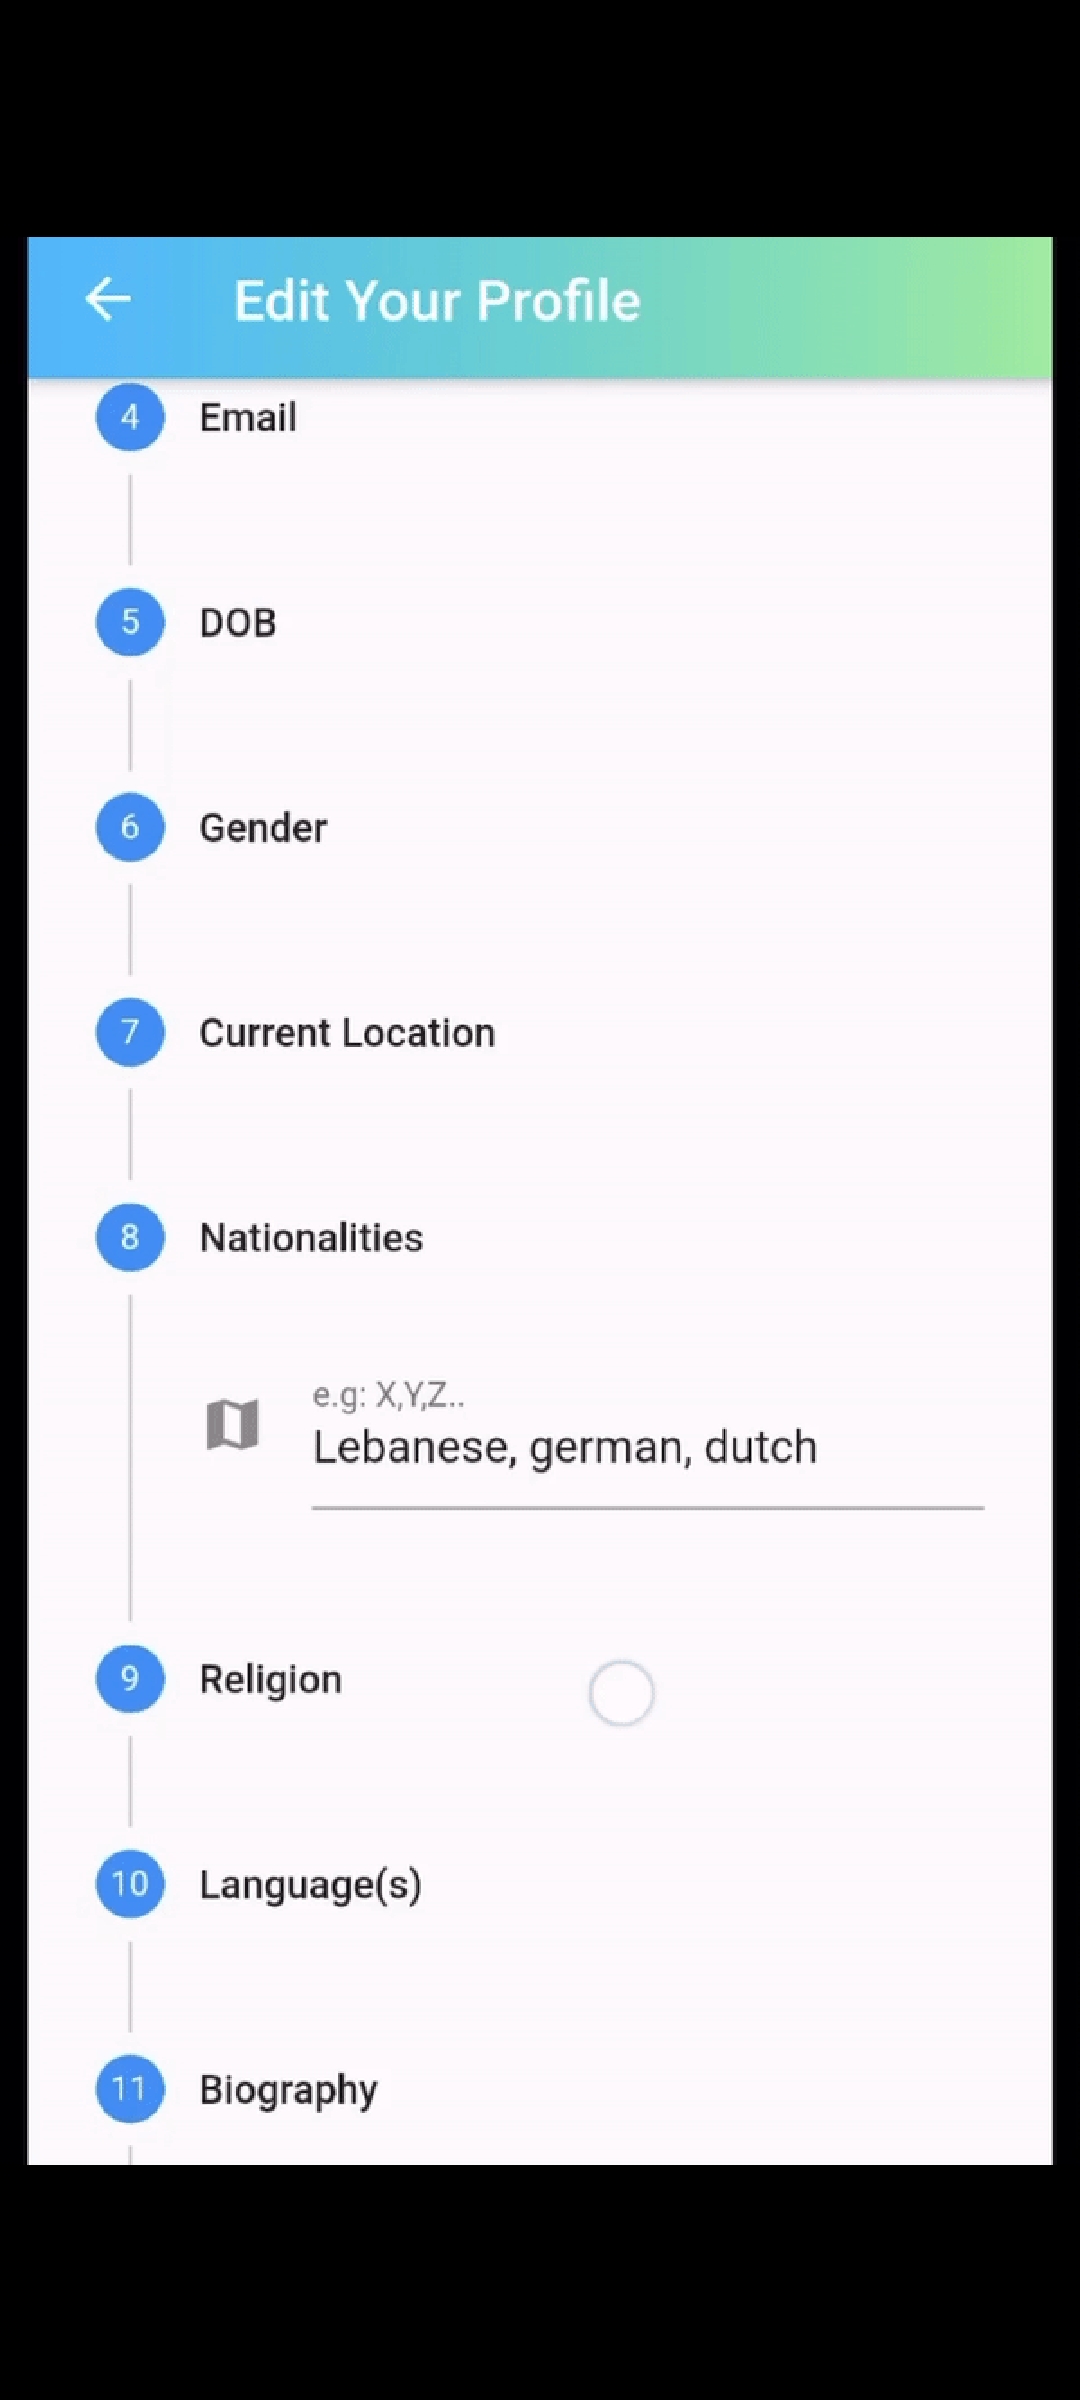 Edit Your Profile
4 Email
5 DOB
6 Gender
7 Current Location
8 Nationalities
e.g: X,Y,Z..
Lebanese, german, dutch
9 Religion
10 Language(s)
11 Biography